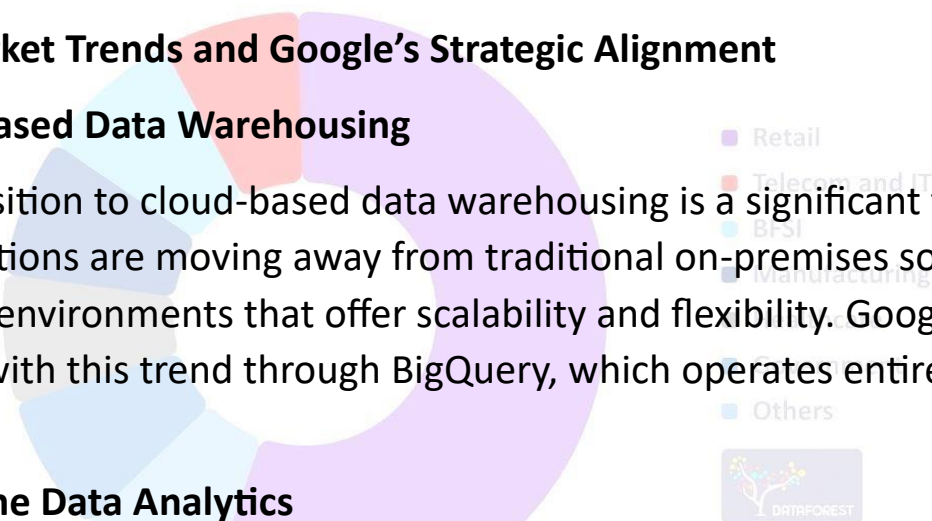 ket Trends and Google's Strategic Alignment
ased Data Warehousing
Retail
sition to cloud-based data warehousing is a significant
Telecom and IT
BFSI
tions are moving away from traditional on-premises so
Manufacturing
environments that offer scalability and flexibility. Goog
with this trend through BigQuery, which operates entire
Others
ne Data Analytics
DATAFOREST